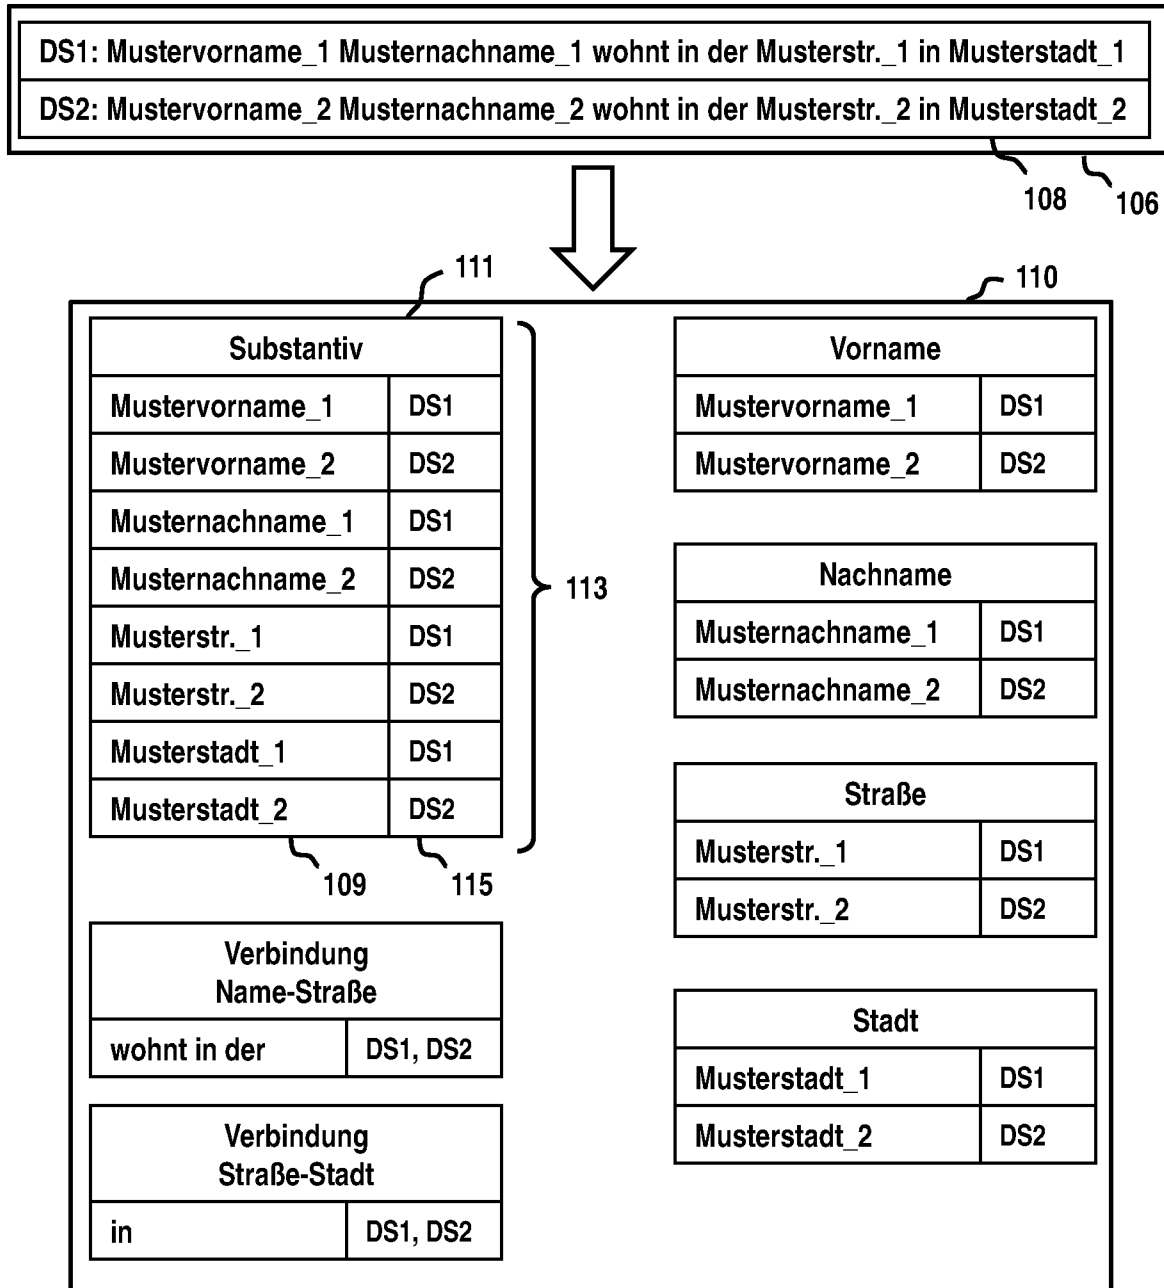 DS1: Mustervorname_1 Musternachname_1 wohnt in der Musterstr._1 in Musterstadt_1
DS2: Mustervorname_2 Musternachname_2 wohnt in der Musterstr._2 in Musterstadt_2
108
106
111
110
Substantiv
Mustervorname_1 DS1
Mustervorname_2 DS2
Musternachname_1 DS1
Musternachname_2 DS2
Musterstr._1 DS1
Musterstr._2 DS2
Musterstadt_1 DS1
Musterstadt_2 DS2
113
109
115
Verbindung
Name-Straße
wohnt in der DS1, DS2
Verbindung
Straße-Stadt
in DS1, DS2
Vorname
Mustervorname_1 DS1
Mustervorname_2 DS2
Nachname
Musternachname_1 DS1
Musternachname_2 DS2
Straße
Musterstr._1 DS1
Musterstr._2 DS2
Stadt
Musterstadt_1 DS1
Musterstadt_2 DS2